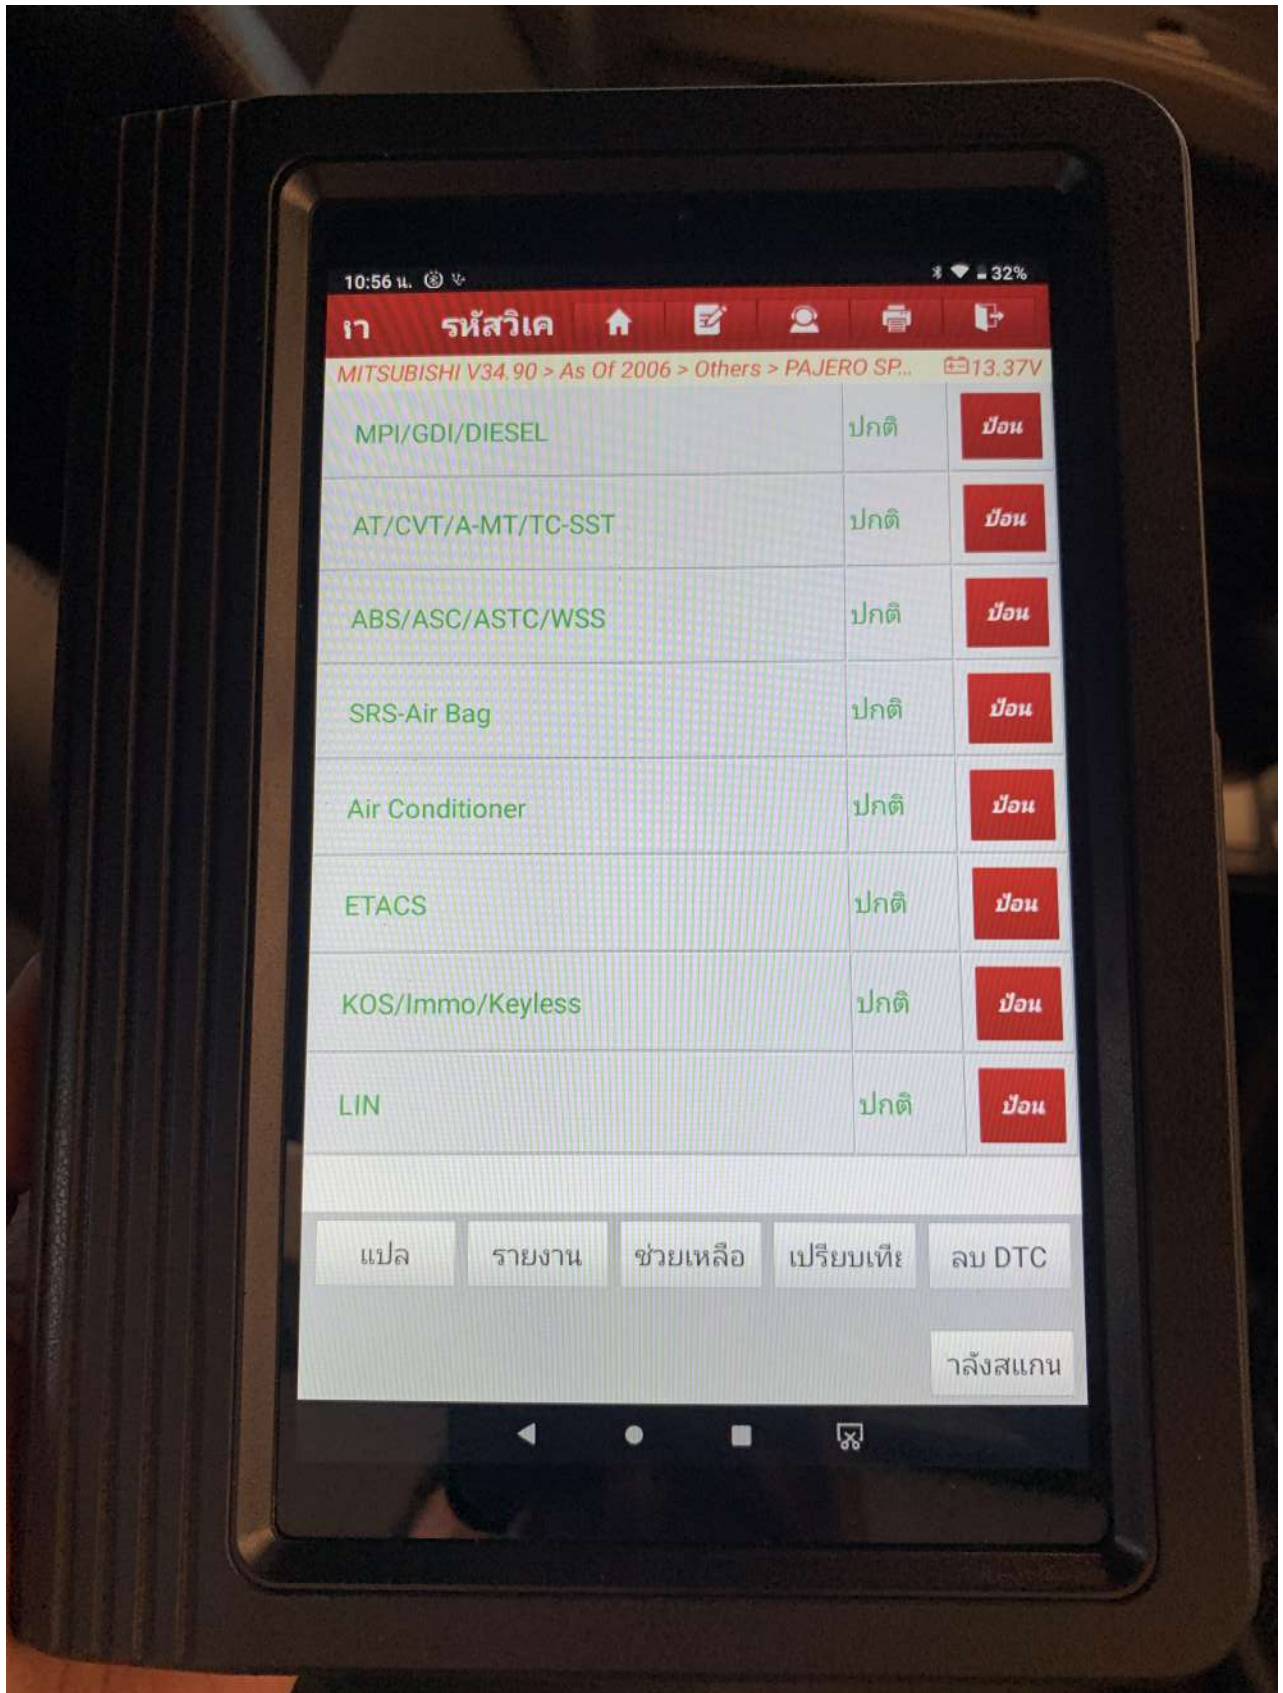 10:56 น. 32%
รหัสวิเค
MITSUBISHI V34.90 > As Of 2006 > Others > PAJERO SP... 13.37V
MPI/GDI/DIESEL ปกติ ป้อน
AT/CVT/A-MT/TC-SST ปกติ ป้อน
ABS/ASC/ASTC/WSS ปกติ ป้อน
SRS-Air Bag ปกติ ป้อน
Air Conditioner ปกติ ป้อน
ETACS ปกติ ป้อน
KOS/Immo/Keyless ปกติ ป้อน
LIN ปกติ ป้อน
แปล รายงาน ช่วยเหลือ เปรียบเทีย ลบ DTC
าลังสแกน